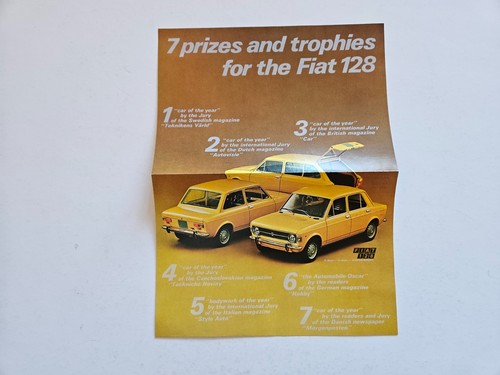 7 prizes and trophies
for the Fiat 128
1 "car of the year"
by the Jury
of the Swedish magazine
"Teknikens Värld"
2 "car of the year"
by the international Jury
of the Dutch magazine
"Autovisie"
3 "car of the year"
by the international Jury
of the British magazine
"Car"
4 "car of the year"
by the Jury
of the Czechoslovakian magazine
5 "bodywork of the year"
by the international Jury
of the Italian magazine
"Style Auto"
6 "the Automobile Oscar"
by the readers
of the German magazine
"Hobby"
7 "car of the year"
by the readers and Jury
of the Danish newspaper
FIAT
128